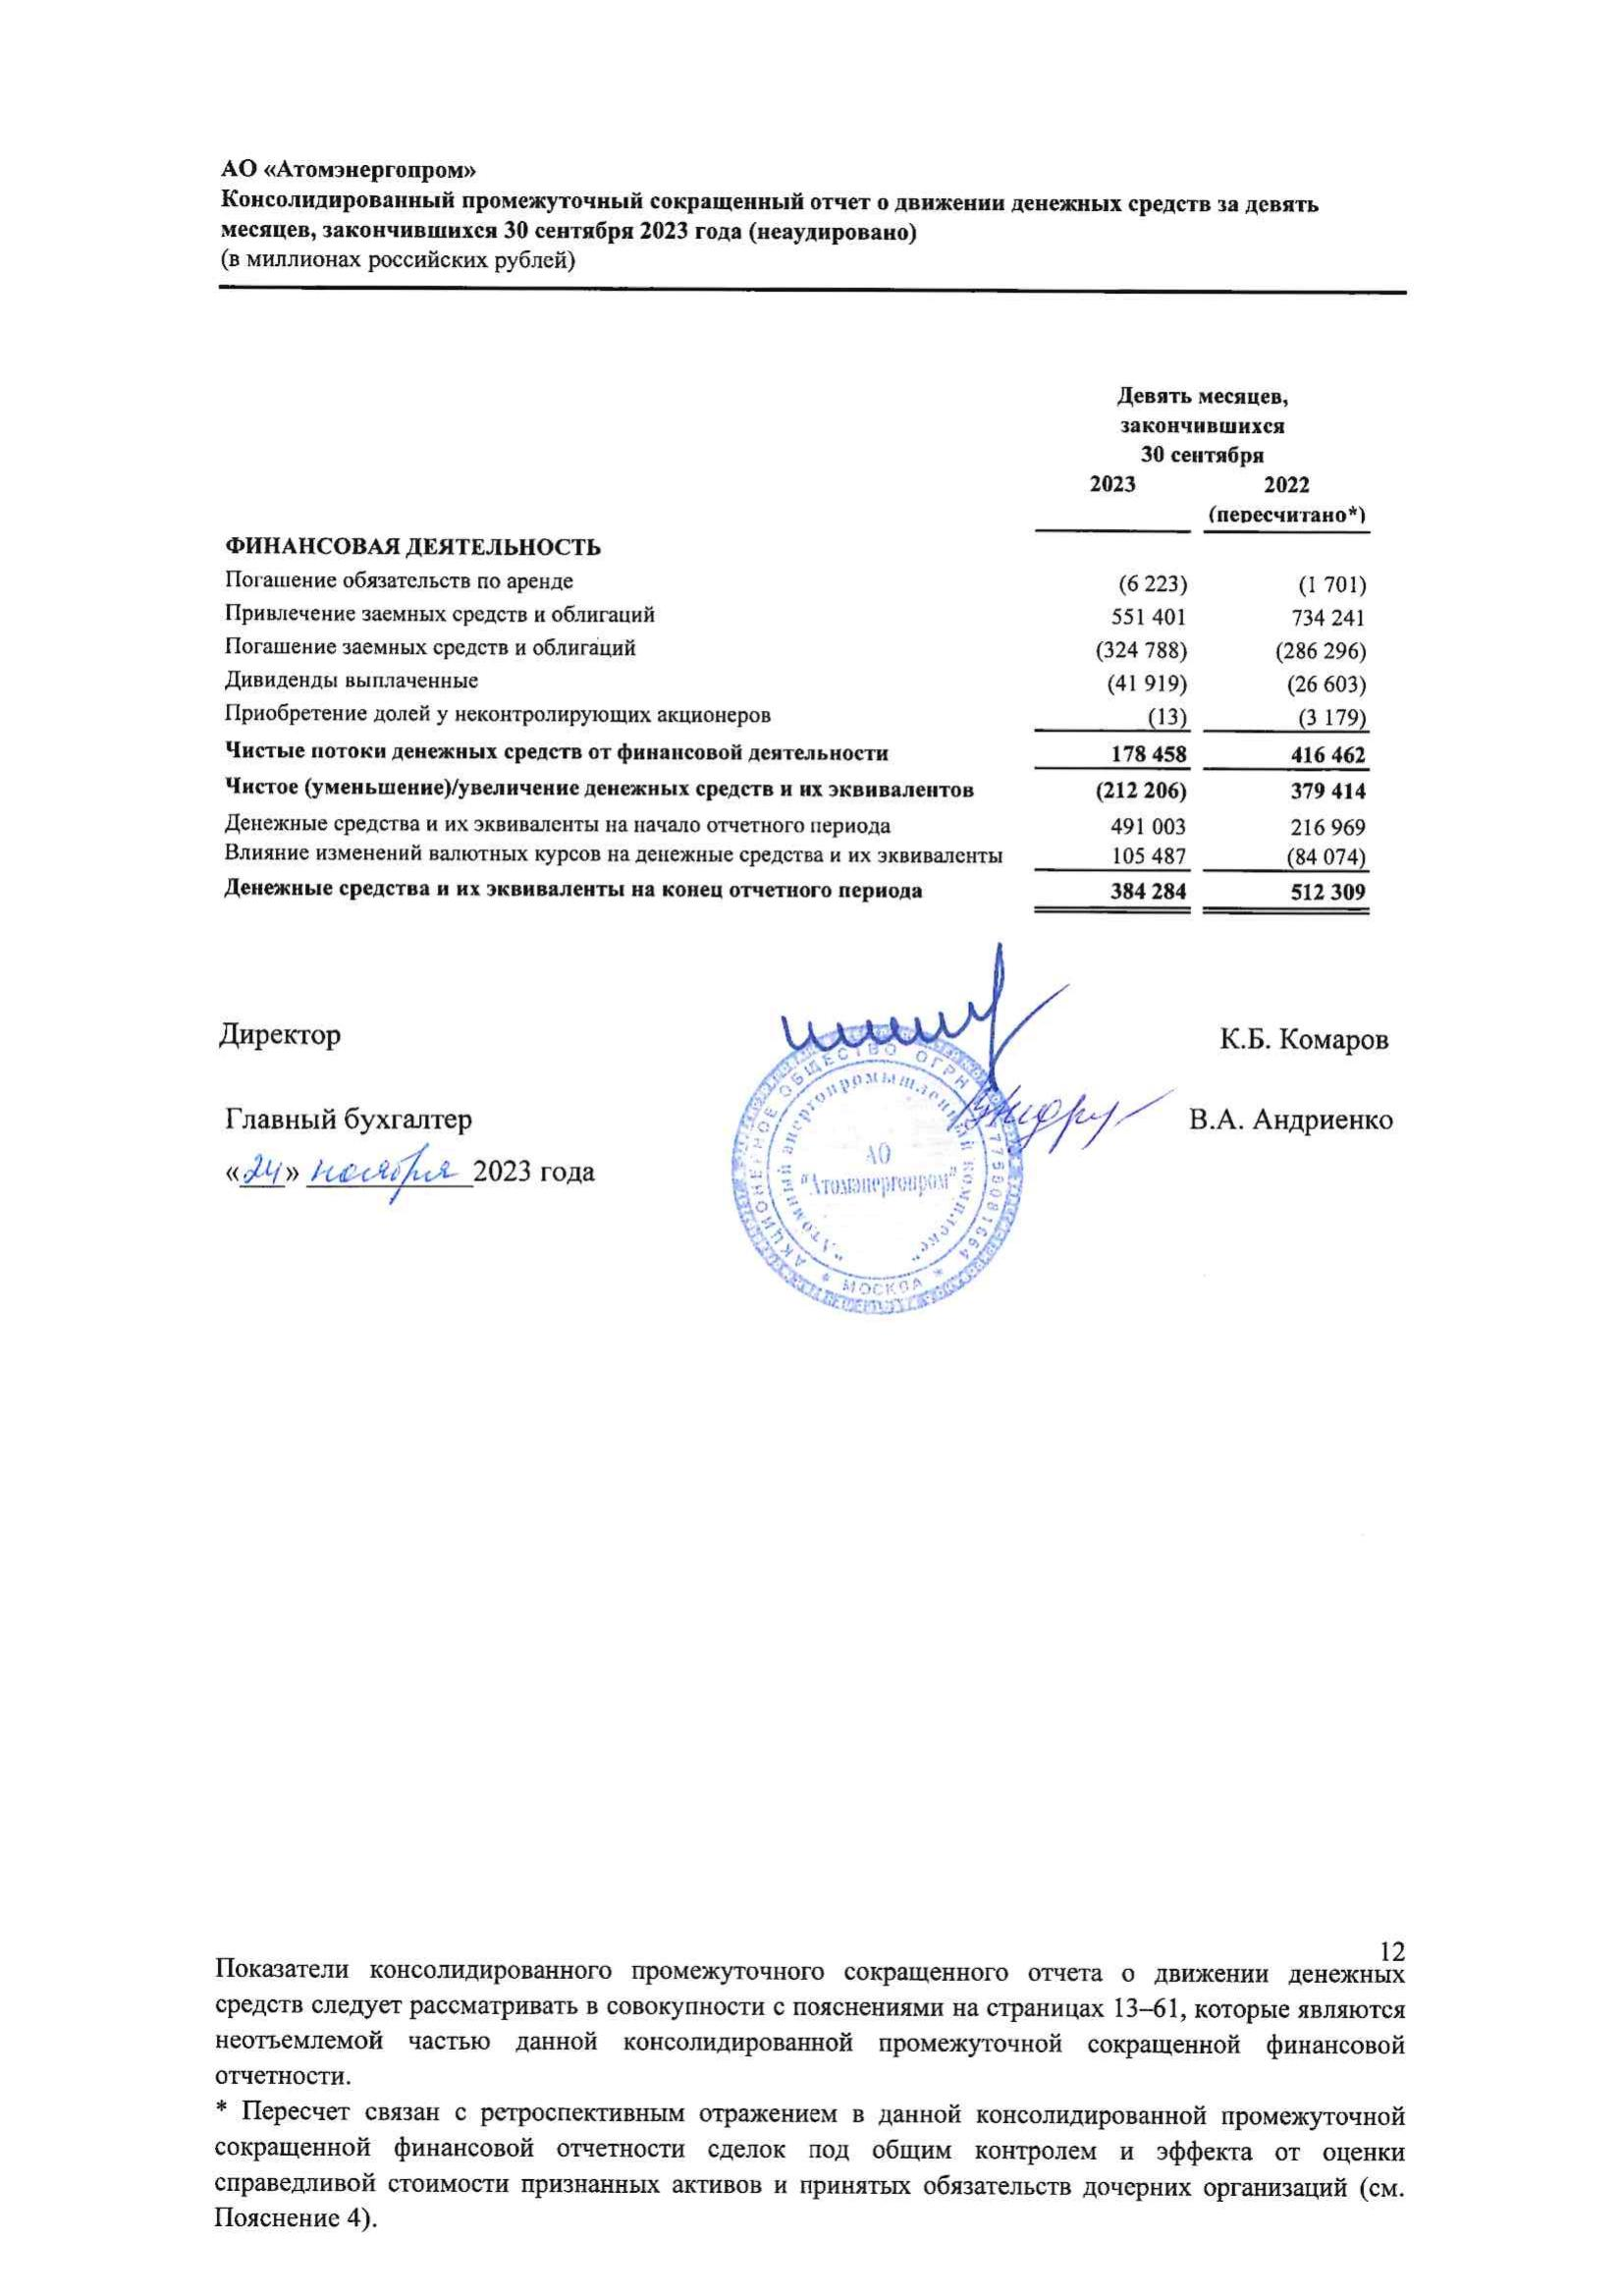 АО «Атомэнергопром»
Консолидированный промежуточный сокращенный отчет о движении денежных средств за девять
месяцев, закончившихся 30 сентября 2023 года (неаудировано)
(в миллионах российских рублей)
Девять месяцев,
закончившихся
30 сентября
2023 2022
(пересчитано*)
ФИНАНСОВАЯ ДЕЯТЕЛЬНОСТЬ
Погашение обязательств по аренде (6 223) (1 701)
Привлечение заемных средств и облигаций 551 401 734 241
Погашение заемных средств и облигаций (324 788) (286 296)
Дивиденды выплаченные (41 919) (26 603)
Приобретение долей у неконтролирующих акционеров (13) (3 179)
Чистые потоки денежных средств от финансовой деятельности 178 458 416 462
Чистое (уменьшение)/увеличение денежных средств и их эквивалентов (212 206) 379 414
Денежные средства и их эквиваленты на начало отчетного периода 491 003 216 969
Влияние изменений валютных курсов на денежные средства и их эквиваленты 105 487 (84 074)
Денежные средства и их эквиваленты на конец отчетного периода 384 284 512 309
Директор К.Б. Комаров
Главный бухгалтер В.А. Андриенко
«24» ноября 2023 года
АКЦИОНЕРНОЕ ОБЩЕСТВО ОГРН
* МОСКВА *
"Атомный энергопромышленный комплекс"
АО
"Атомэнергопром"
12
Показатели консолидированного промежуточного сокращенного отчета о движении денежных
средств следует рассматривать в совокупности с пояснениями на страницах 13–61, которые являются
неотъемлемой частью данной консолидированной промежуточной сокращенной финансовой
отчетности.
* Пересчет связан с ретроспективным отражением в данной консолидированной промежуточной
сокращенной финансовой отчетности сделок под общим контролем и эффекта от оценки
справедливой стоимости признанных активов и принятых обязательств дочерних организаций (см.
Пояснение 4).